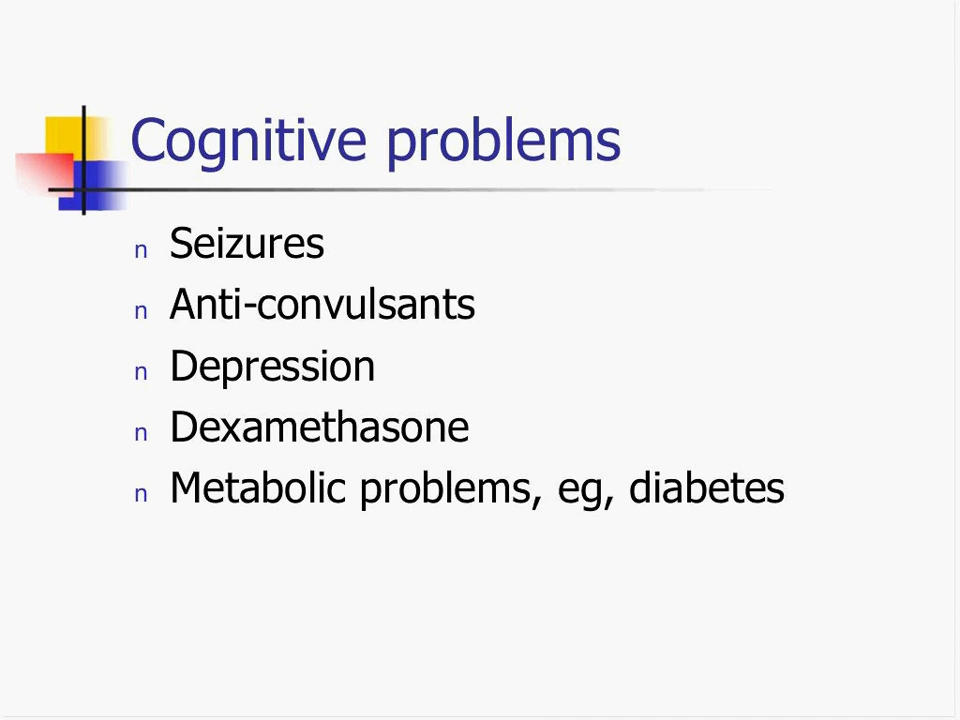 Cognitive problems
n Seizures
n Anti-convulsants
n Depression
n Dexamethasone
n Metabolic problems, eg, diabetes